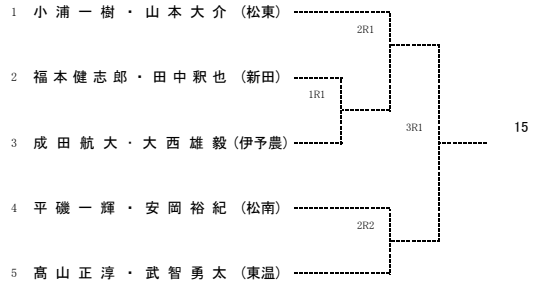 1 小浦一樹・山本大介 (松東)
2R1
2 福本健志郎・田中釈也 (新田)
1R1
3R1
15
3 成田航大・大西雄毅 (伊予農)
4 平磯一輝・安岡裕紀 (松南)
2R2
5 髙山正淳・武智勇太 (東温)